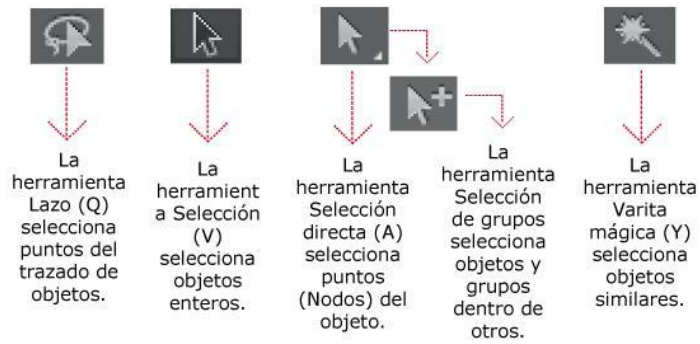 La
herramienta
Lazo (Q)
selecciona
puntos del
trazado de
objetos.
La
herramient
a Selección
(V)
selecciona
objetos
enteros.
La
herramienta
Selección
directa (A)
selecciona
puntos
(Nodos) del
objeto.
La
herramienta
Selección
de grupos
selecciona
objetos y
grupos
dentro de
otros.
La
herramienta
Varita
mágica (Y)
selecciona
objetos
similares.